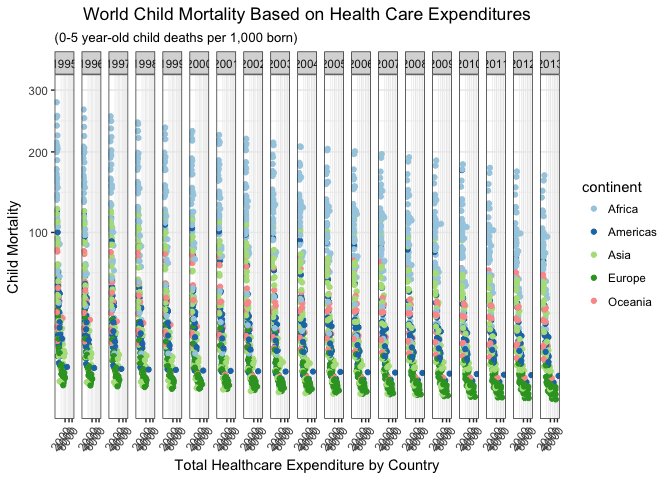 World Child Mortality Based on Health Care Expenditures
(0-5 year-old child deaths per 1,000 born)
1995 1996 1997 1998 1999 2000 2001 2002 2003 2004 2005 2006 2007 2008 2009 2010 2011 2012 2013
300
200
100
Child Mortality
Total Healthcare Expenditure by Country
continent
Africa
Americas
Asia
Europe
Oceania